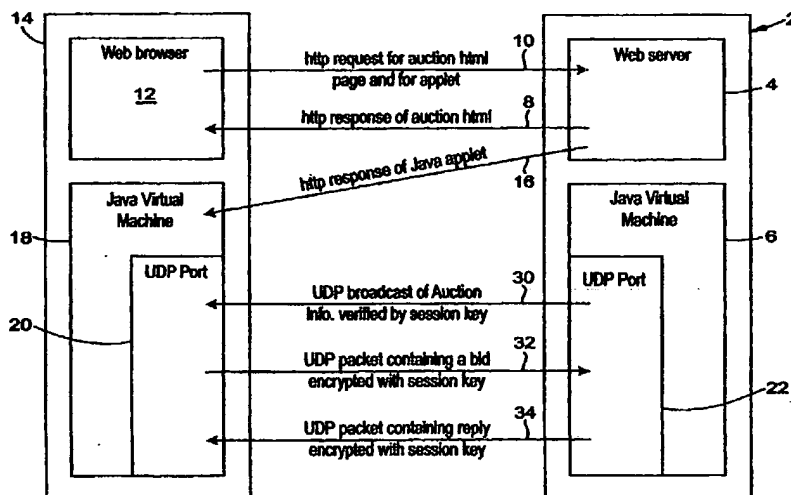 14
2
Web browser
12
10
http request for auction html
page and for applet
Web server
4
8
http response of auction html
http response of Java applet
16
Java Virtual
Machine
18
UDP Port
20
Java Virtual
Machine
6
UDP Port
22
30
UDP broadcast of Auction
Info. verified by session key
32
UDP packet containing a bid
encrypted with session key
34
UDP packet containing reply
encrypted with session key